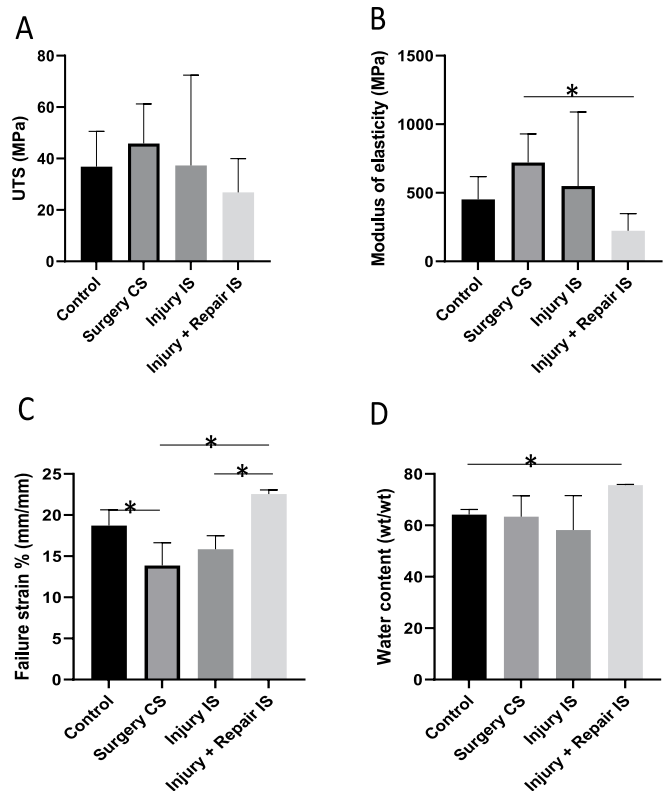 A
UTS (MPa)
80
60
40
20
0
Control
Surgery CS
Injury IS
Injury + Repair IS
B
Modulus of elasticity (MPa)
1500
1000
500
0
*
Control
Surgery CS
Injury IS
Injury + Repair IS
C
Failure strain % (mm/mm)
25
20
15
10
5
0
*
*
*
Control
Surgery CS
Injury IS
Injury + Repair IS
D
Water content (wt/wt)
80
60
40
20
0
*
Control
Surgery CS
Injury IS
Injury + Repair IS